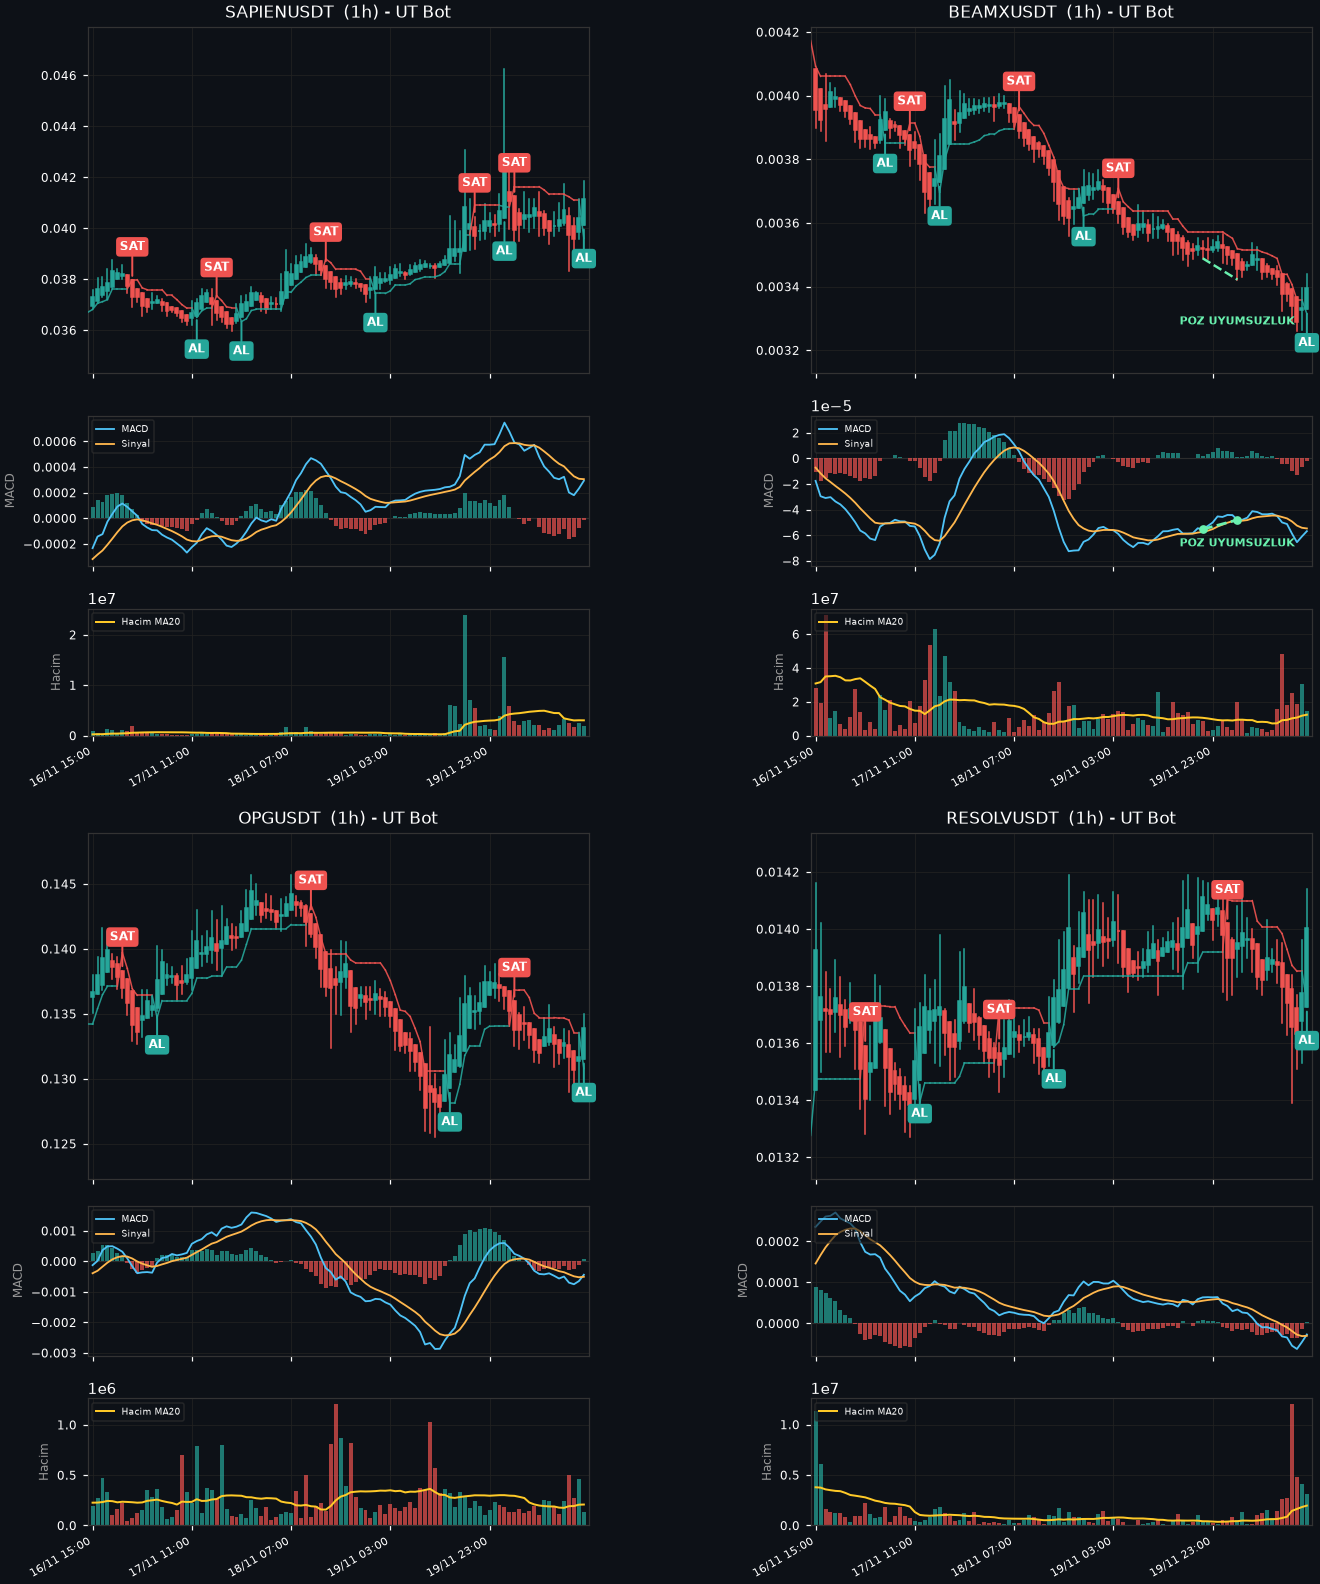 SAPIENUSDT (1h) - UT Bot
0.046
0.044
0.042
0.040
0.038
0.036
SAT
SAT
SAT
SAT
SAT
AL
AL
AL
AL
AL
MACD
MACD
Sinyal
0.0006
0.0004
0.0002
0.0000
−0.0002
1e7
Hacim
Hacim MA20
2
1
0
16/11 15:00
17/11 11:00
18/11 07:00
19/11 03:00
19/11 23:00
BEAMXUSDT (1h) - UT Bot
0.0042
0.0040
0.0038
0.0036
0.0034
0.0032
SAT
SAT
SAT
AL
AL
AL
POZ UYUMSUZLUK
AL
1e−5
MACD
MACD
Sinyal
2
0
−2
−4
−6
−8
POZ UYUMSUZLUK
1e7
Hacim
Hacim MA20
6
4
2
0
16/11 15:00
17/11 11:00
18/11 07:00
19/11 03:00
19/11 23:00
OPGUSDT (1h) - UT Bot
0.145
0.140
0.135
0.130
0.125
SAT
SAT
SAT
AL
AL
AL
MACD
MACD
Sinyal
0.001
0.000
−0.001
−0.002
−0.003
1e6
Hacim
Hacim MA20
1.0
0.5
0.0
16/11 15:00
17/11 11:00
18/11 07:00
19/11 03:00
19/11 23:00
RESOLVUSDT (1h) - UT Bot
0.0142
0.0140
0.0138
0.0136
0.0134
0.0132
SAT
SAT
SAT
AL
AL
AL
MACD
MACD
Sinyal
0.0002
0.0001
0.0000
1e7
Hacim
Hacim MA20
1.0
0.5
0.0
16/11 15:00
17/11 11:00
18/11 07:00
19/11 03:00
19/11 23:00